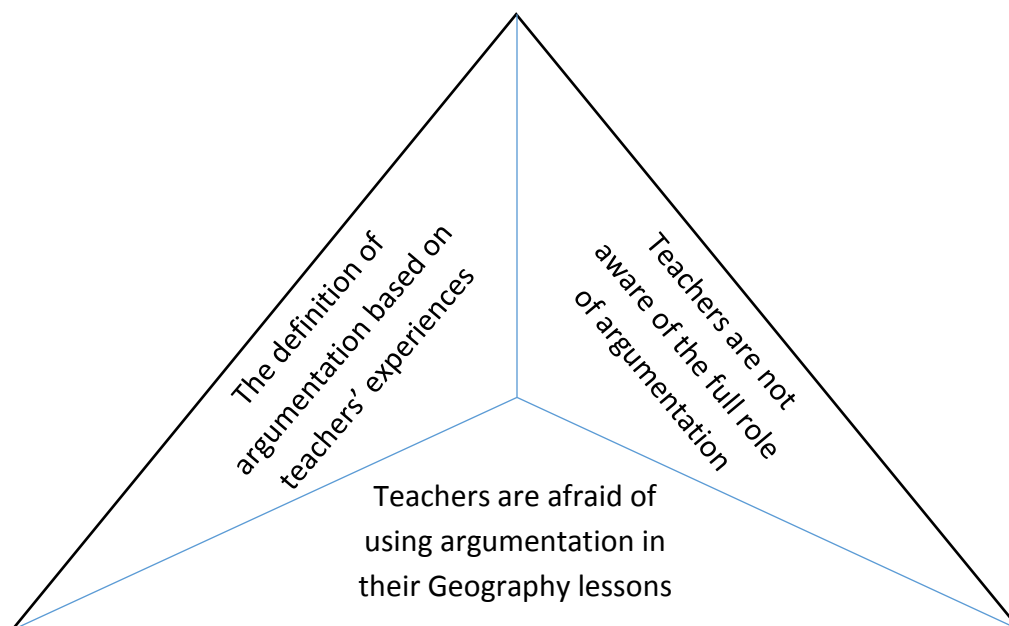 The definition of
argumentation based on
teachers’ experiences
Teachers are not
aware of the full role
of argumentation
Teachers are afraid of
using argumentation in
their Geography lessons